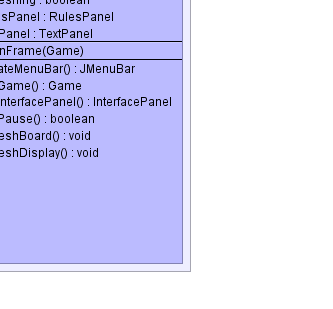 eshing : boolean
sPanel : RulesPanel
Panel : TextPanel
nFrame(Game)
ateMenuBar() : JMenuBar
Game() : Game
nterfacePanel() : InterfacePanel
Pause() : boolean
eshBoard() : void
eshDisplay() : void